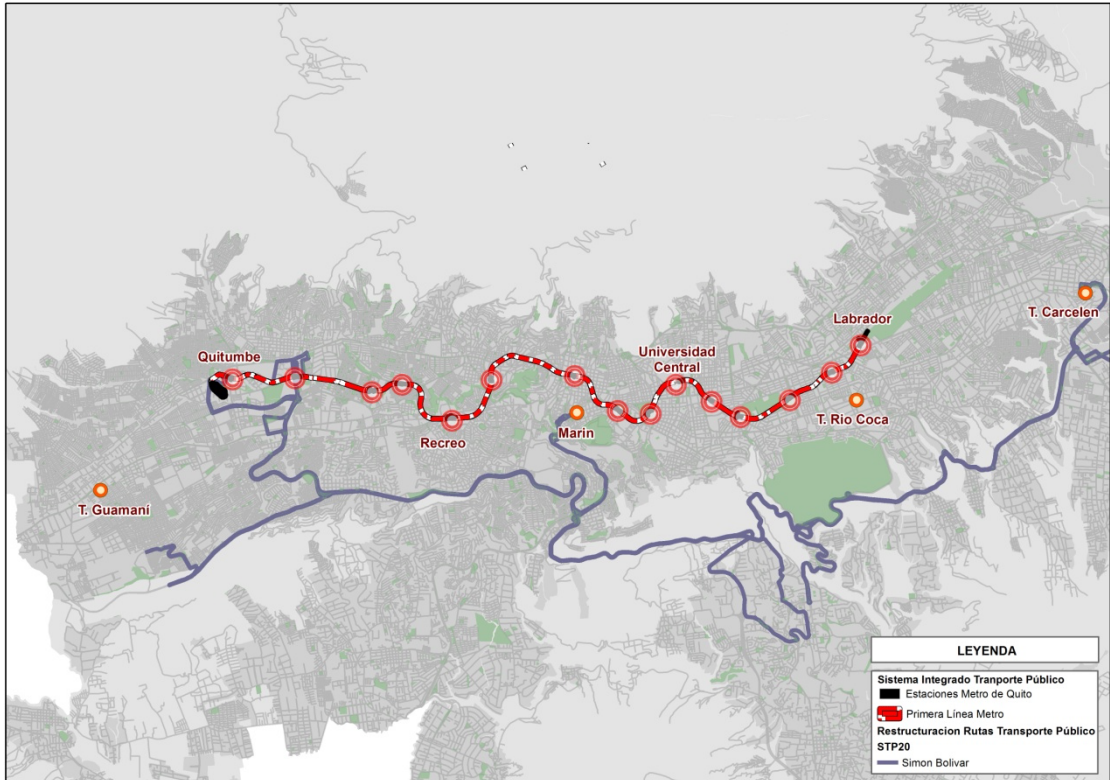 Labrador
T. Carcelen
Universidad
Central
Quitumbe
T. Rio Coca
Marin
Recreo
T. Guamaní
LEYENDA
Sistema Integrado Tranporte Público
Estaciones Metro de Quito
Primera Línea Metro
Restructuracion Rutas Transporte Público
STP20
Simon Bolivar